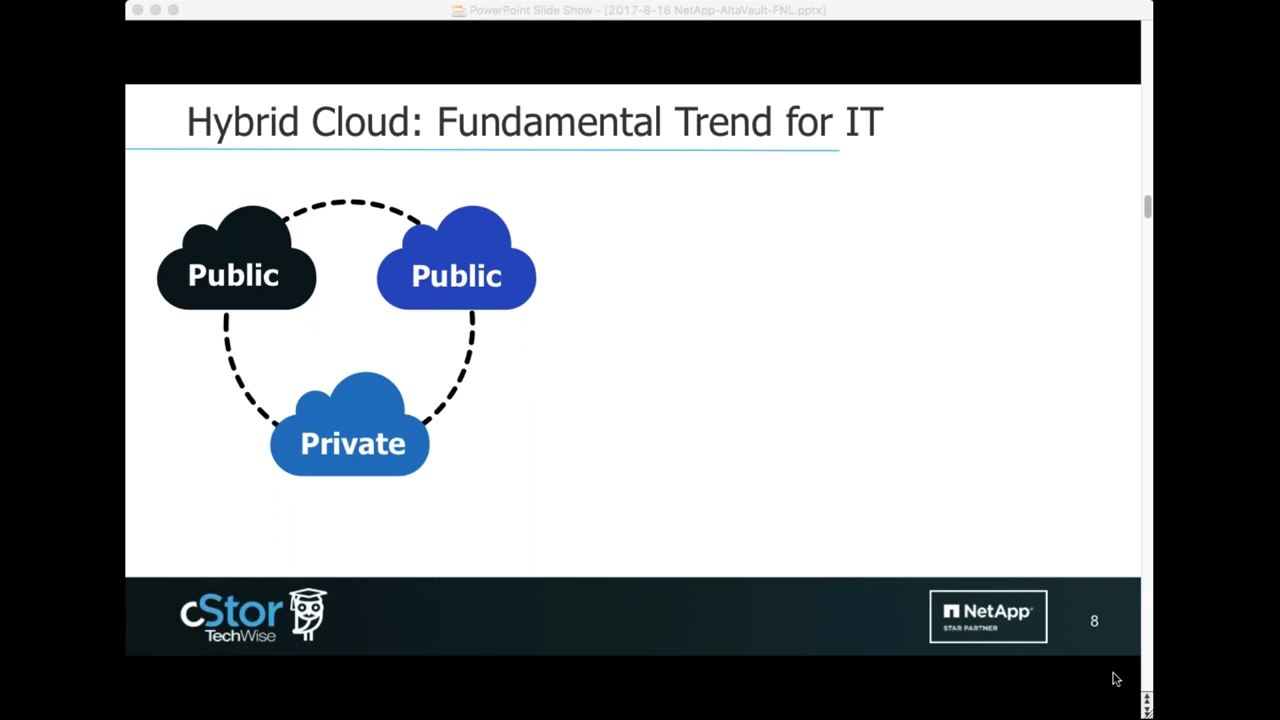 PowerPoint Slide Show - [2017-8-16 NetApp-AltaVault-FNL.pptx]
Hybrid Cloud: Fundamental Trend for IT
Public
Public
Private
cStor
TechWise
NetApp®
STAR PARTNER
8